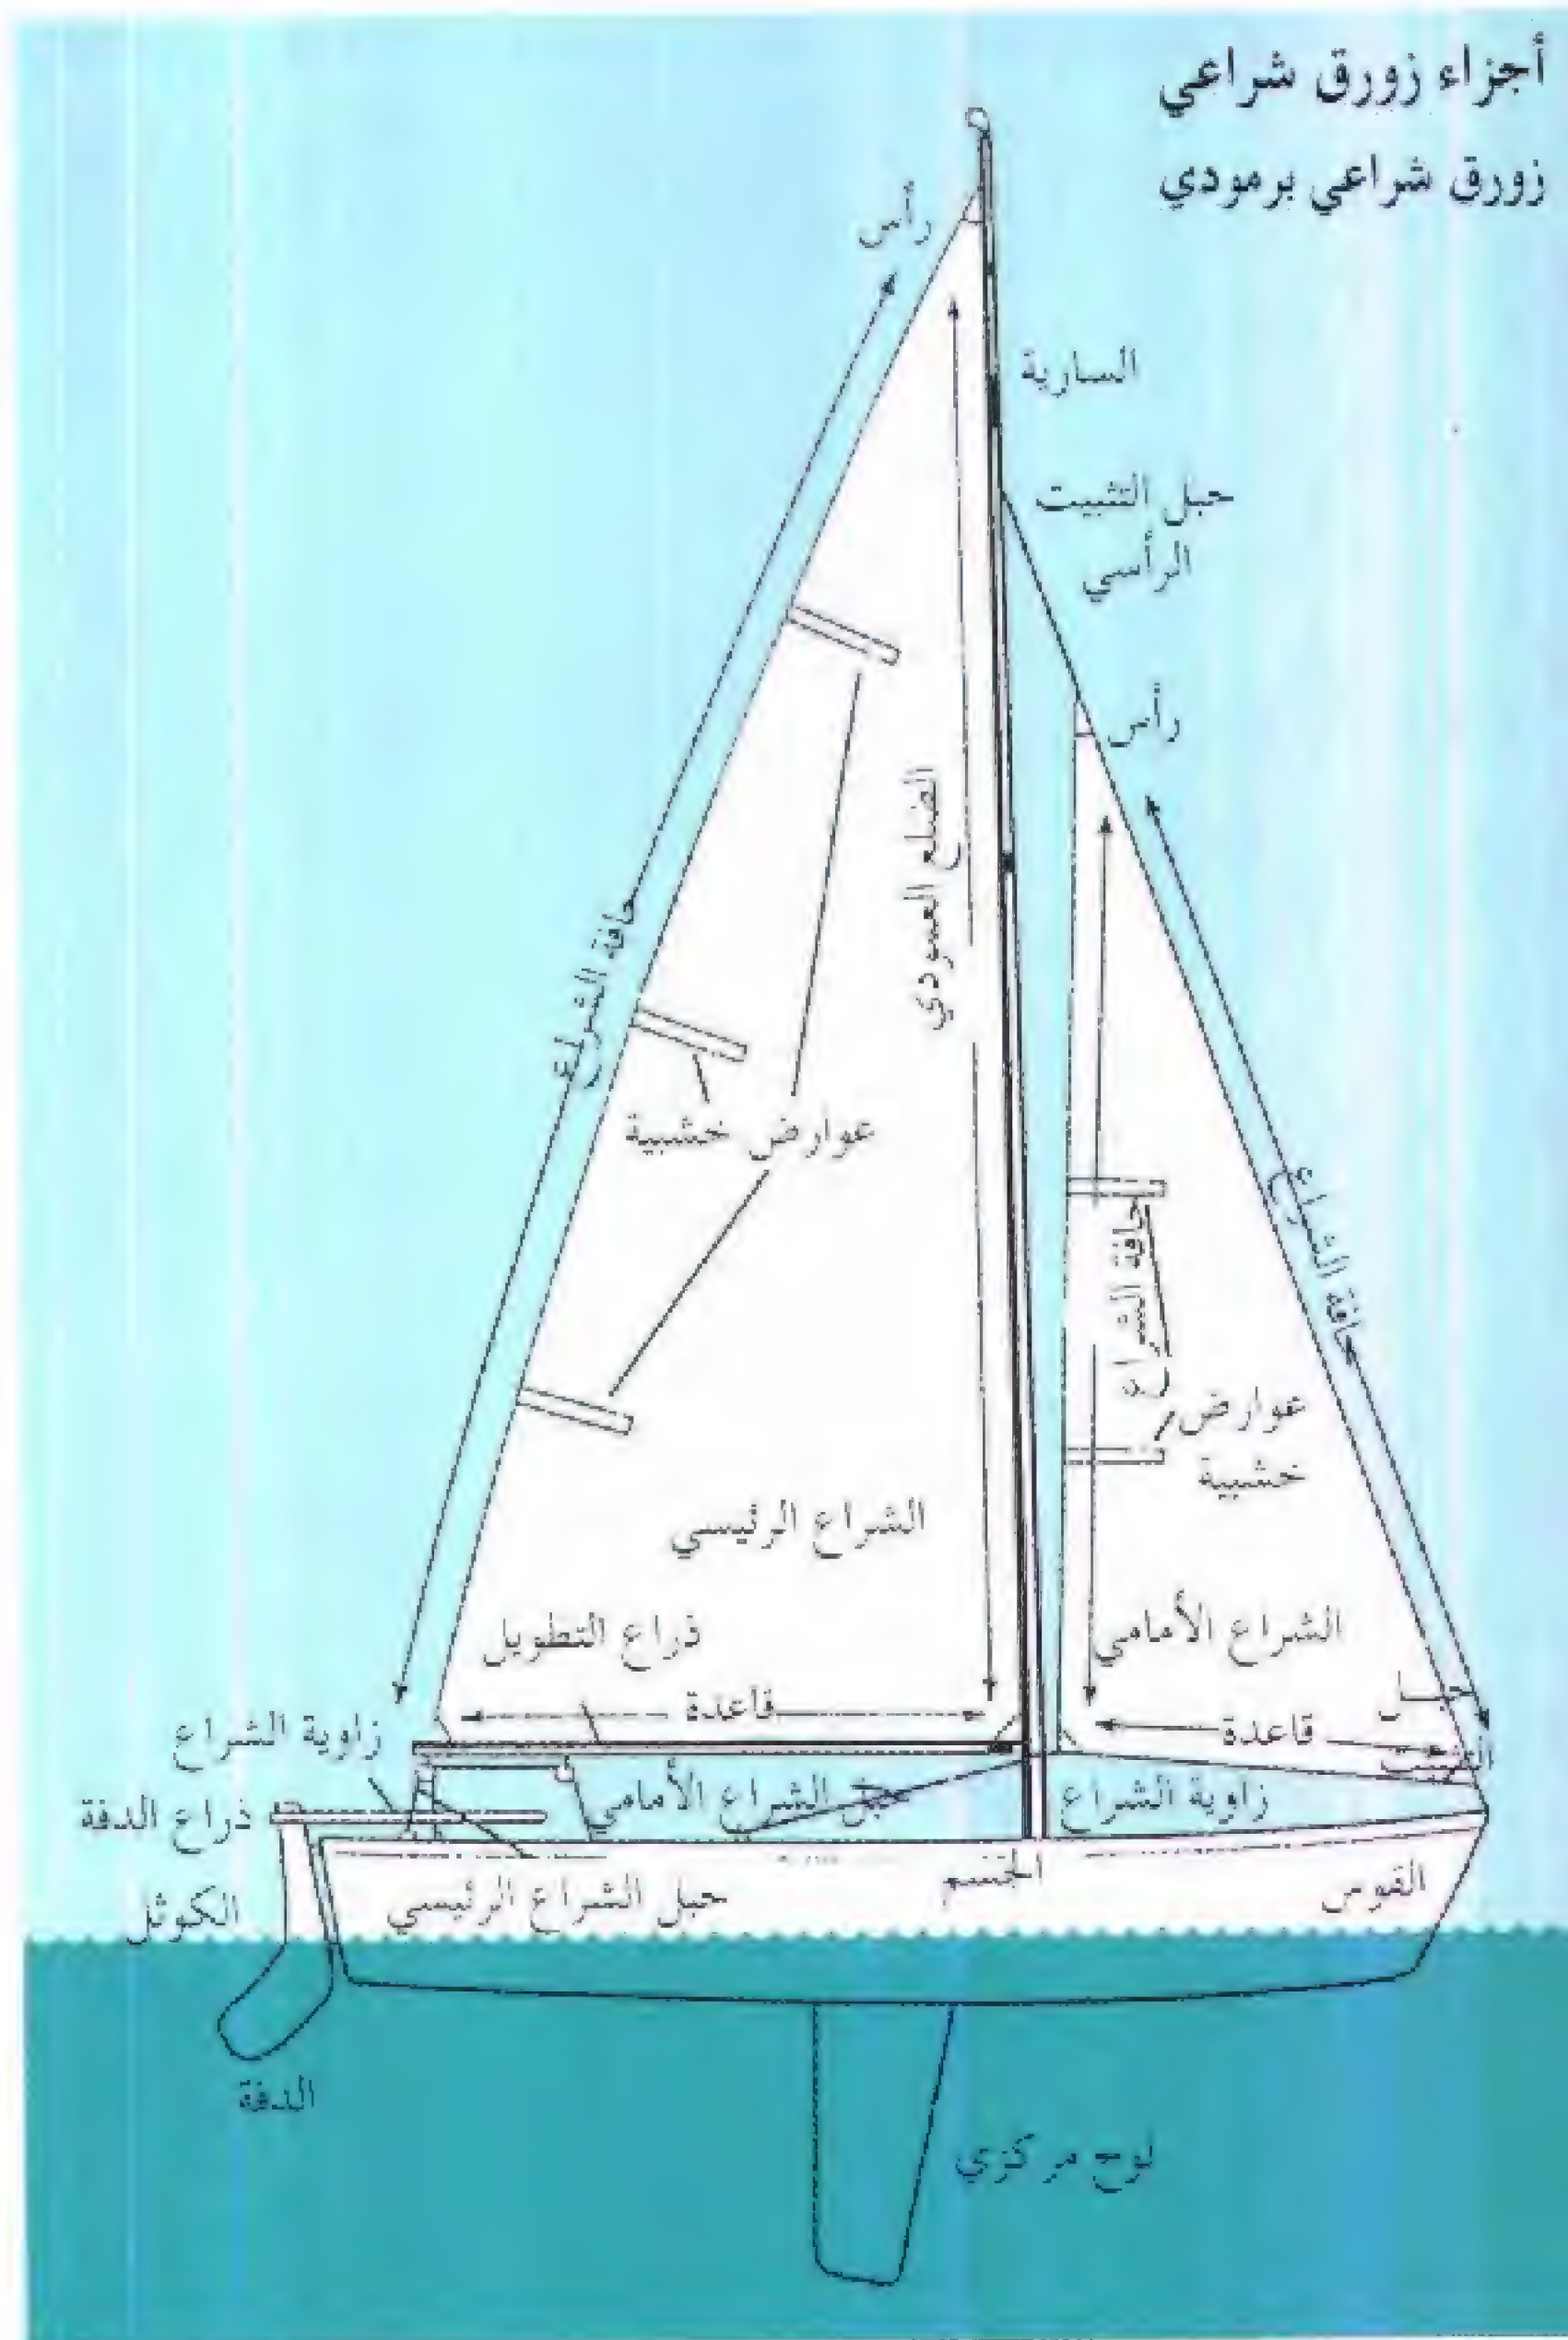 أجزاء زورق شراعي
زورق شراعي برمودي
رأس
السارية
حبل التثبيت
الرأسي
رأس
الضلع العمودي
حافة الشراع
عوارض خشبية
حافة الشراع
حافة الشراع
عوارض
خشبية
الشراع الرئيسي
الشراع الأمامي
ذراع التطويل
قاعدة
حبل
قاعدة
زاوية الشراع
زاوية الشراع
حبل الشراع الأمامي
ذراع الدفة
الجسم
القوس
حبل الشراع الرئيسي
الكوثل
الدفة
لوح مركزي